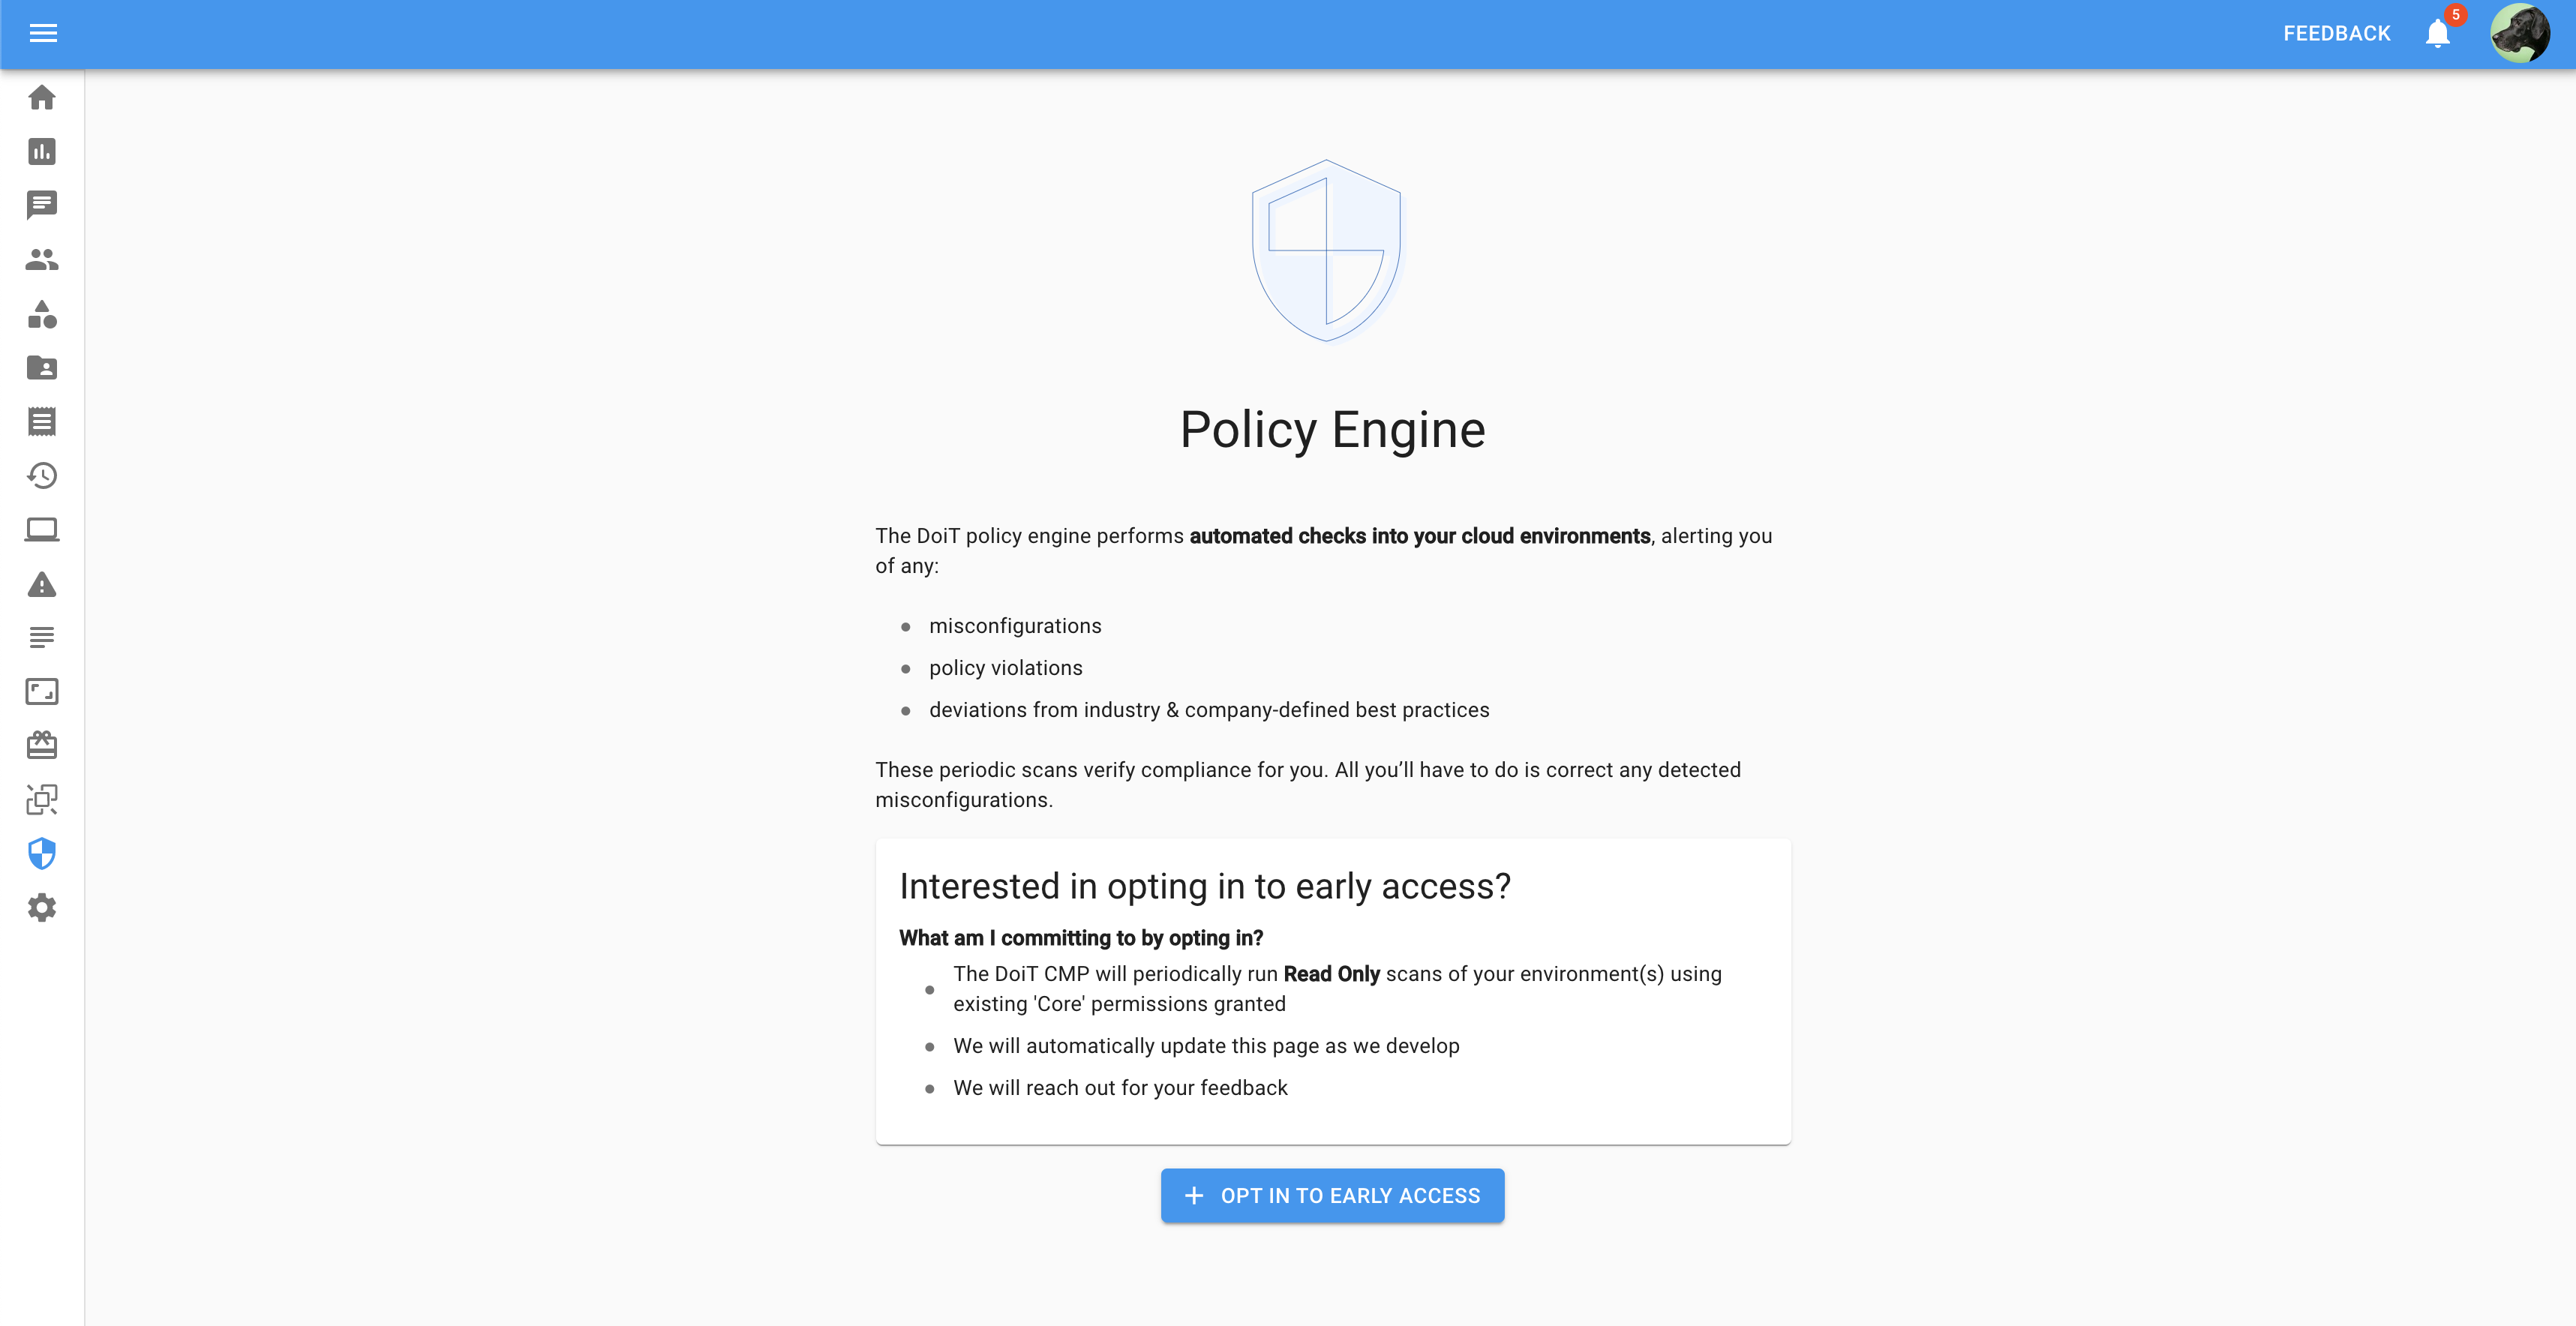 FEEDBACK
5
Policy Engine
The DoiT policy engine performs automated checks into your cloud environments, alerting you
of any:
misconfigurations
policy violations
deviations from industry & company-defined best practices
These periodic scans verify compliance for you. All you’ll have to do is correct any detected
misconfigurations.
Interested in opting in to early access?
What am I committing to by opting in?
The DoiT CMP will periodically run Read Only scans of your environment(s) using
existing 'Core' permissions granted
We will automatically update this page as we develop
We will reach out for your feedback
OPT IN TO EARLY ACCESS